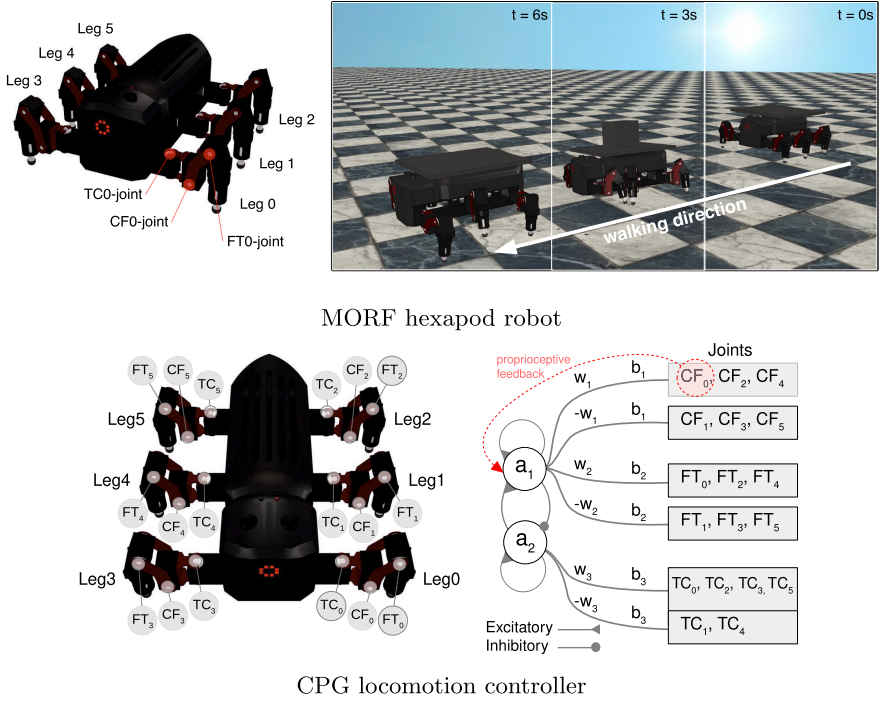 Leg 5
Leg 4
Leg 3
Leg 2
Leg 1
Leg 0
TC0-joint
CF0-joint
FT0-joint
t = 6s
t = 3s
t = 0s
walking direction
MORF hexapod robot
FT₅
CF₅
TC₅
TC₂
CF₂
FT₂
Leg5
Leg2
Leg4
Leg1
FT₄
CF₄
TC₄
TC₁
CF₁
FT₁
Leg3
Leg0
FT₃
CF₃
TC₃
TC₀
CF₀
FT₀
proprioceptive
feedback
Joints
w₁ b₁ CF₀, CF₂, CF₄
-w₁ b₁ CF₁, CF₃, CF₅
a₁
w₂ b₂ FT₀, FT₂, FT₄
-w₂ b₂ FT₁, FT₃, FT₅
a₂
w₃ b₃ TC₀, TC₂, TC₃, TC₅
-w₃ b₃ TC₁, TC₄
Excitatory
Inhibitory
CPG locomotion controller